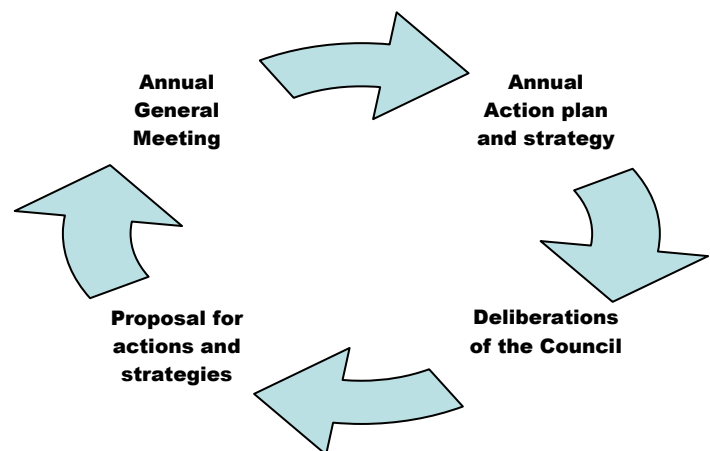 Annual
General
Meeting
Annual
Action plan
and strategy
Deliberations
of the Council
Proposal for
actions and
strategies